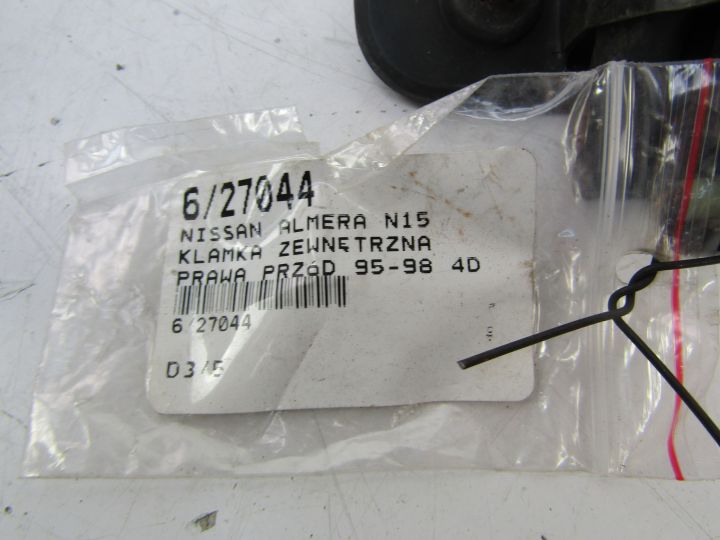 6/27044
NISSAN ALMERA N15
KLAMKA ZEWNĘTRZNA
PRAWA PRZÓD 95-98 4D
6/27044
D3/5